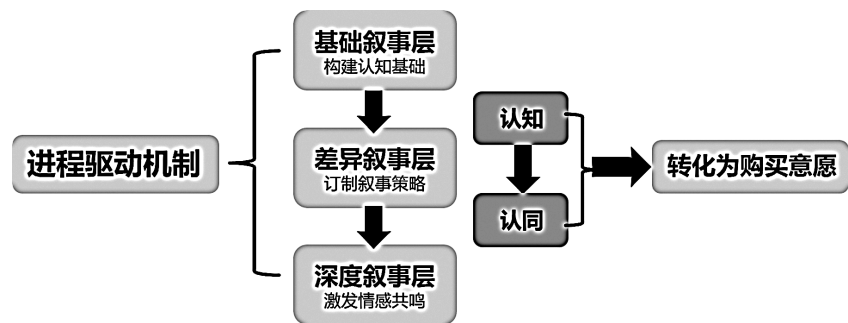 进程驱动机制
基础叙事层
构建认知基础
差异叙事层
订制叙事策略
深度叙事层
激发情感共鸣
认知
认同
转化为购买意愿